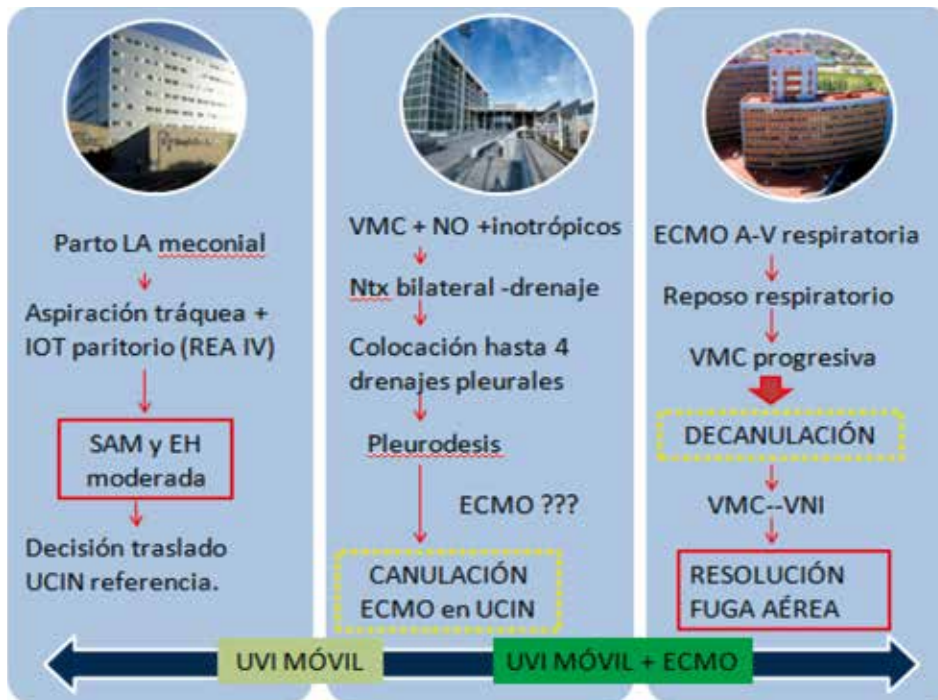 Parto LA meconial
Aspiración tráquea +
IOT paritorio (REA IV)
SAM y EH
moderada
Decisión traslado
UCIN referencia.
VMC + NO +inotrópicos
Ntx bilateral -drenaje
Colocación hasta 4
drenajes pleurales
Pleurodesis
ECMO ???
CANULACIÓN
ECMO en UCIN
ECMO A-V respiratoria
Reposo respiratorio
VMC progresiva
DECANULACIÓN
VMC--VNI
RESOLUCIÓN
FUGA AÉREA
UVI MÓVIL
UVI MÓVIL + ECMO